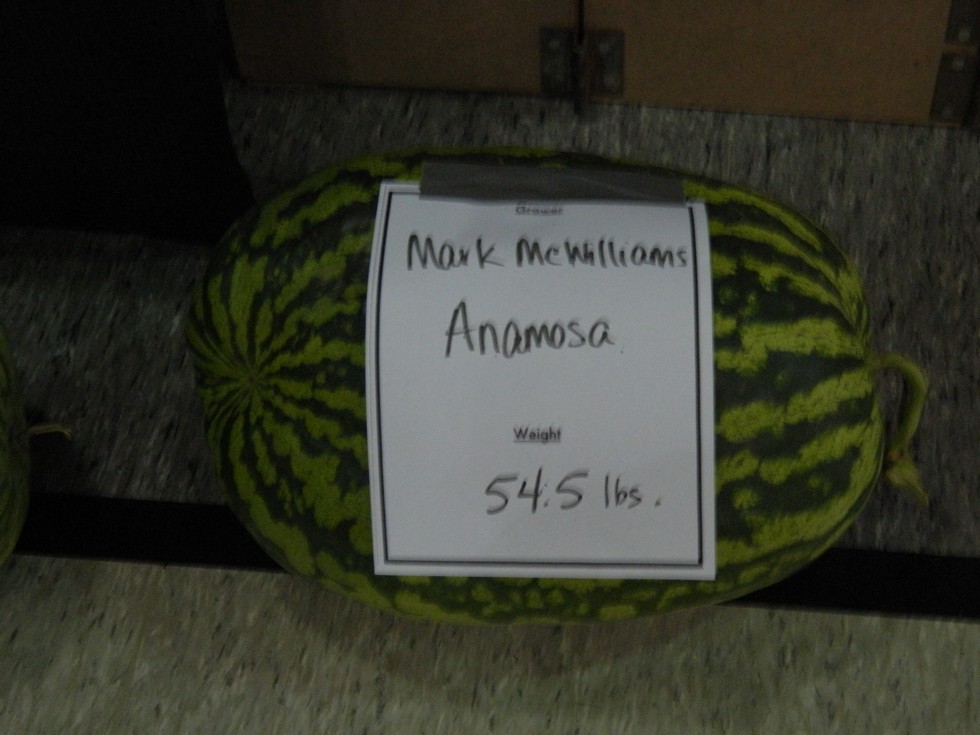 Grower
Mark McWilliams
Anamosa
Weight
54.5 lbs.